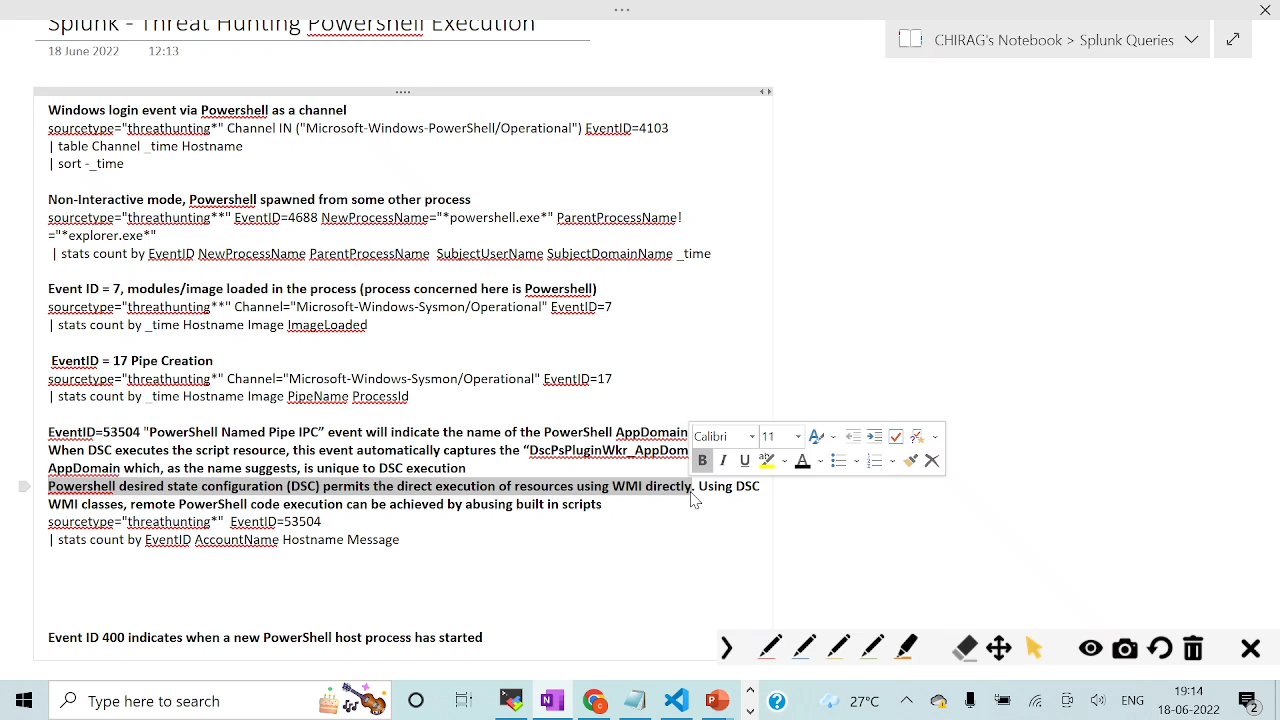 Splunk - Threat Hunting Powershell Execution
18 June 2022 12:13
CHIRAG's Notebook > Splunk Queries
Windows login event via Powershell as a channel
sourcetype="threathunting*" Channel IN ("Microsoft-Windows-PowerShell/Operational") EventID=4103
| table Channel _time Hostname
| sort -_time
Non-Interactive mode, Powershell spawned from some other process
sourcetype="threathunting**" EventID=4688 NewProcessName="*powershell.exe*" ParentProcessName!
="*explorer.exe*"
| stats count by EventID NewProcessName ParentProcessName SubjectUserName SubjectDomainName _time
Event ID = 7, modules/image loaded in the process (process concerned here is Powershell)
sourcetype="threathunting**" Channel="Microsoft-Windows-Sysmon/Operational" EventID=7
| stats count by _time Hostname Image ImageLoaded
EventID = 17 Pipe Creation
sourcetype="threathunting*" Channel="Microsoft-Windows-Sysmon/Operational" EventID=17
| stats count by _time Hostname Image PipeName ProcessId
EventID=53504 "PowerShell Named Pipe IPC” event will indicate the name of the PowerShell AppDomain
When DSC executes the script resource, this event automatically captures the “DscPsPluginWkr_AppDom
AppDomain which, as the name suggests, is unique to DSC execution
Powershell desired state configuration (DSC) permits the direct execution of resources using WMI directly. Using DSC
WMI classes, remote PowerShell code execution can be achieved by abusing built in scripts
sourcetype="threathunting*" EventID=53504
| stats count by EventID AccountName Hostname Message
Event ID 400 indicates when a new PowerShell host process has started
Calibri 11
B I U A
Type here to search
27°C
ENG
19:14
18-06-2022
2